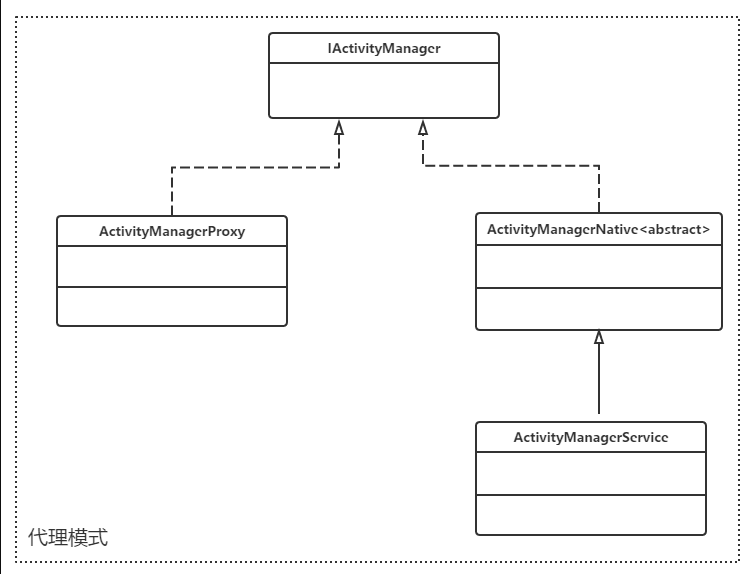 IActivityManager
ActivityManagerProxy
ActivityManagerNative<abstract>
ActivityManagerService
代理模式